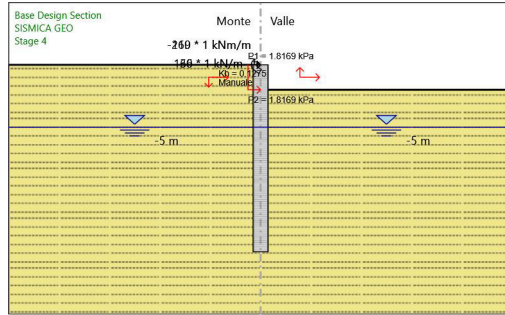 Base Design Section
SISMICA GEO
Stage 4
Monte
Valle
* 1 kNm/m
* 1 kN/m
P1 = 1.8169 kPa
Kh = 0.1275
Manuale
P2 = 1.8169 kPa
-5 m
-5 m